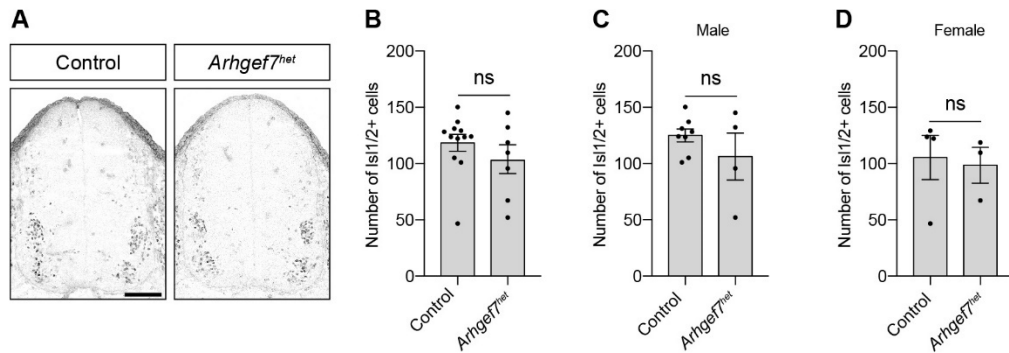 A
Control
Arhgef7het
B
Number of Isl1/2+ cells
200
150
100
50
0
ns
Control
Arhgef7het
C
Male
Number of Isl1/2+ cells
200
150
100
50
0
ns
Control
Arhgef7het
D
Female
Number of Isl1/2+ cells
200
150
100
50
0
ns
Control
Arhgef7het